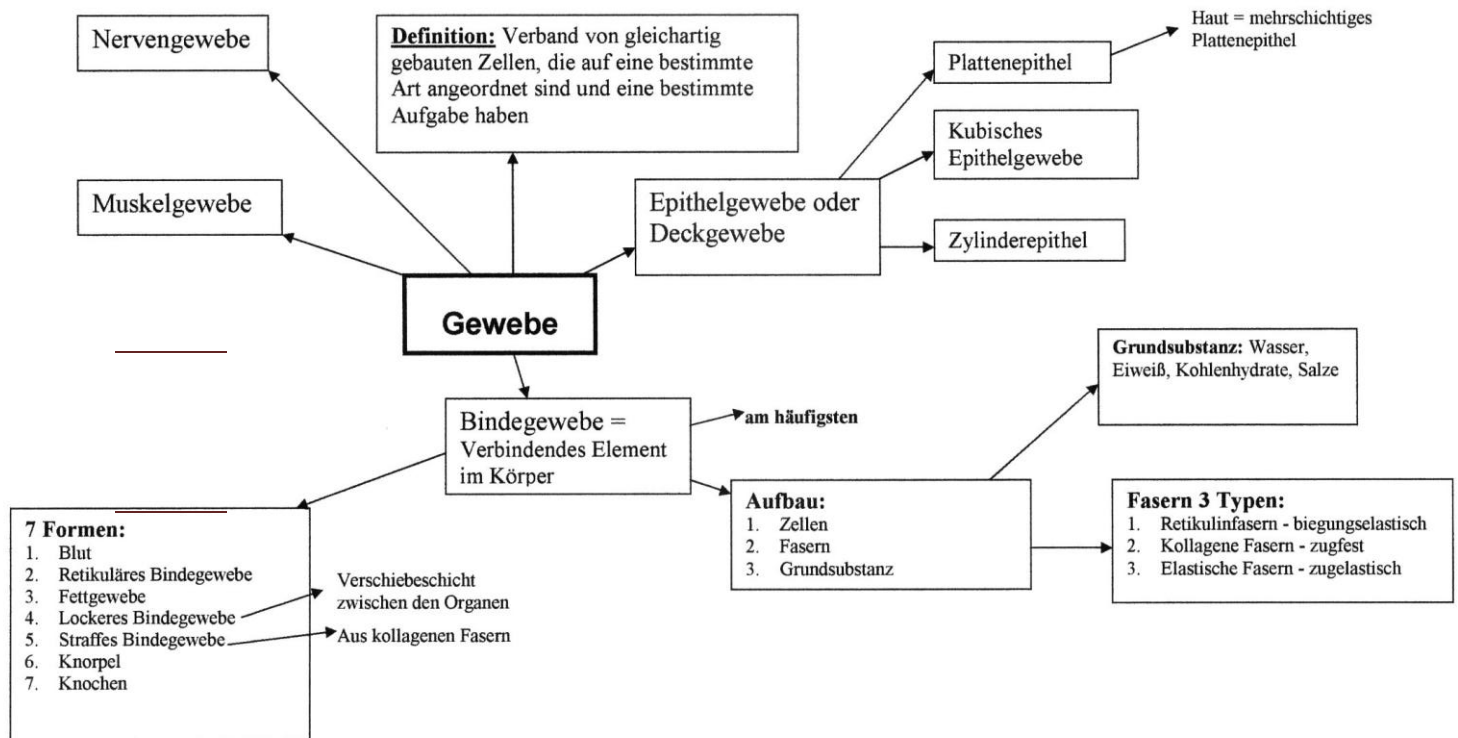 Nervengewebe
Definition: Verband von gleichartig
gebauten Zellen, die auf eine bestimmte
Art angeordnet sind und eine bestimmte
Aufgabe haben
Haut = mehrschichtiges
Plattenepithel
Plattenepithel
Kubisches
Epithelgewebe
Muskelgewebe
Epithelgewebe oder
Deckgewebe
Zylinderepithel
Gewebe
Grundsubstanz: Wasser,
Eiweiß, Kohlenhydrate, Salze
Bindegewebe =
Verbindendes Element
im Körper
am häufigsten
Aufbau:
1. Zellen
2. Fasern
3. Grundsubstanz
Fasern 3 Typen:
1. Retikulinfasern - biegungselastisch
2. Kollagene Fasern - zugfest
3. Elastische Fasern - zugelastisch
7 Formen:
1. Blut
2. Retikuläres Bindegewebe
3. Fettgewebe
4. Lockeres Bindegewebe
5. Straffes Bindegewebe
6. Knorpel
7. Knochen
Verschiebeschicht
zwischen den Organen
Aus kollagenen Fasern